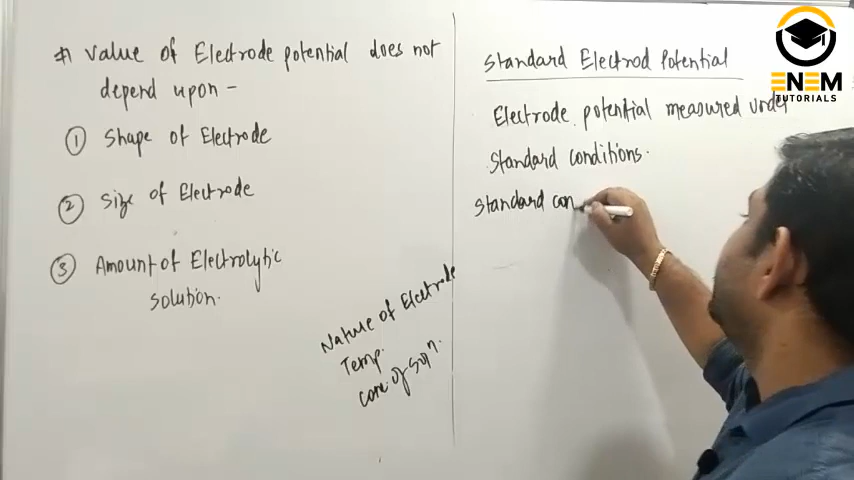 # Value of Electrode potential does not
depend upon -
① Shape of Electrode
② Size of Electrode
③ Amount of Electrolytic
solution.
Nature of Electrode
Temp.
conc. of solⁿ.
Standard Electrod Potential
Electrode potential measured under
Standard conditions.
Standard con
ENEM
TUTORIALS